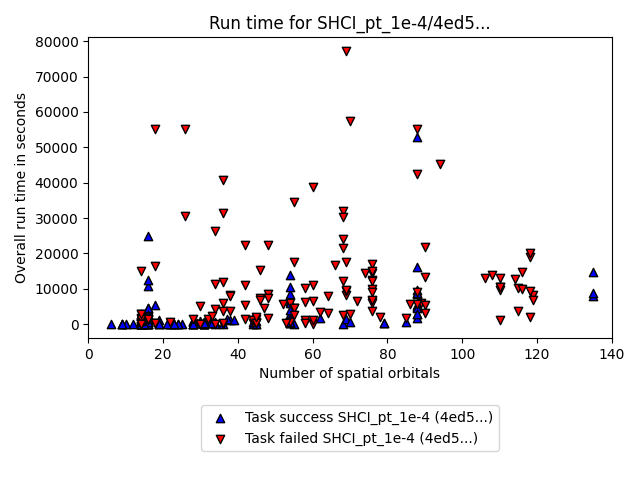 Run time for SHCI_pt_1e-4/4ed5...
Overall run time in seconds
80000
70000
60000
50000
40000
30000
20000
10000
0
0 20 40 60 80 100 120 140
Number of spatial orbitals
Task success SHCI_pt_1e-4 (4ed5...)
Task failed SHCI_pt_1e-4 (4ed5...)